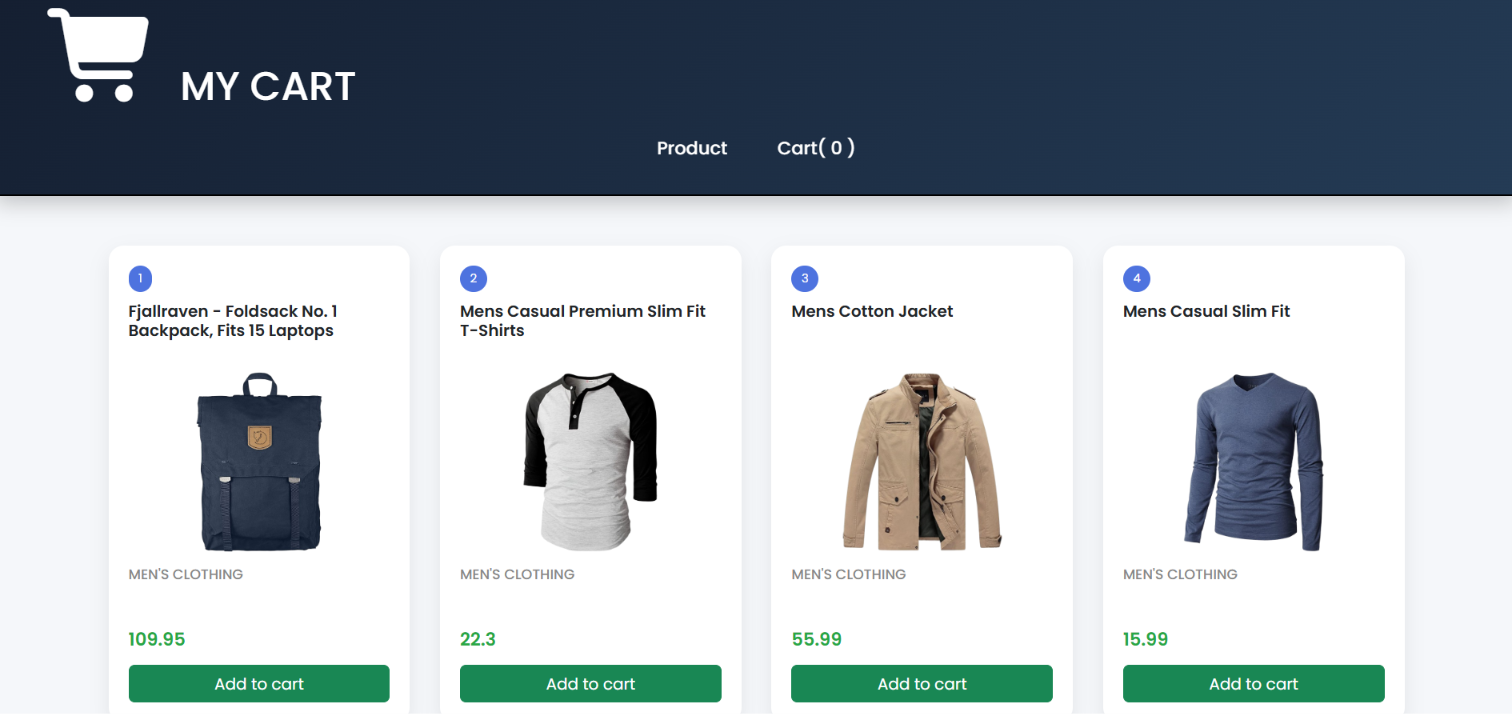 MY CART
Product
Cart( 0 )
1
Fjallraven - Foldsack No. 1
Backpack, Fits 15 Laptops
MEN'S CLOTHING
109.95
Add to cart
2
Mens Casual Premium Slim Fit
T-Shirts
MEN'S CLOTHING
22.3
Add to cart
3
Mens Cotton Jacket
MEN'S CLOTHING
55.99
Add to cart
4
Mens Casual Slim Fit
MEN'S CLOTHING
15.99
Add to cart